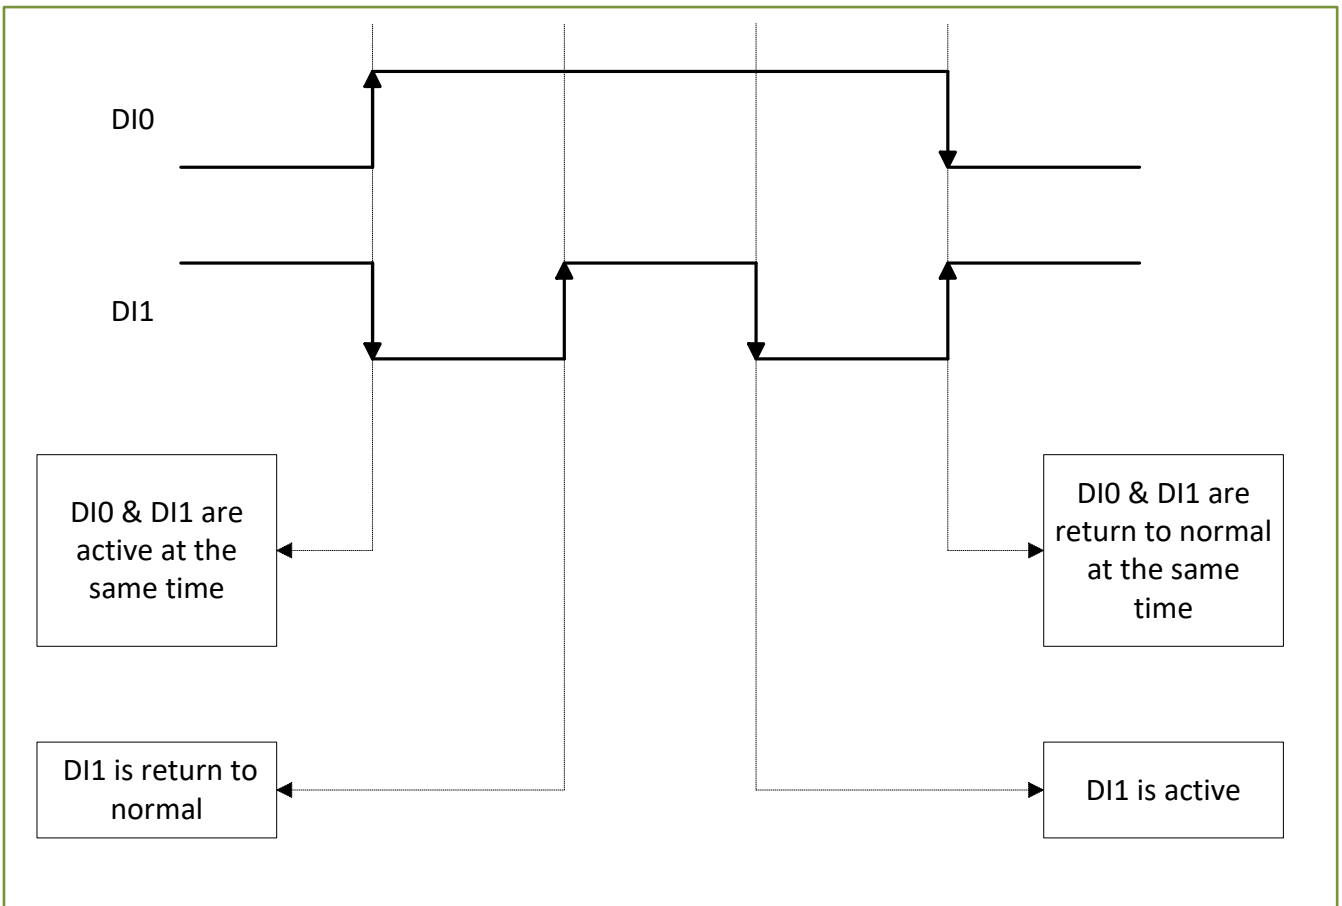 DI0
DI1
DI0 & DI1 are
active at the
same time
DI0 & DI1 are
return to normal
at the same
time
DI1 is return to
normal
DI1 is active